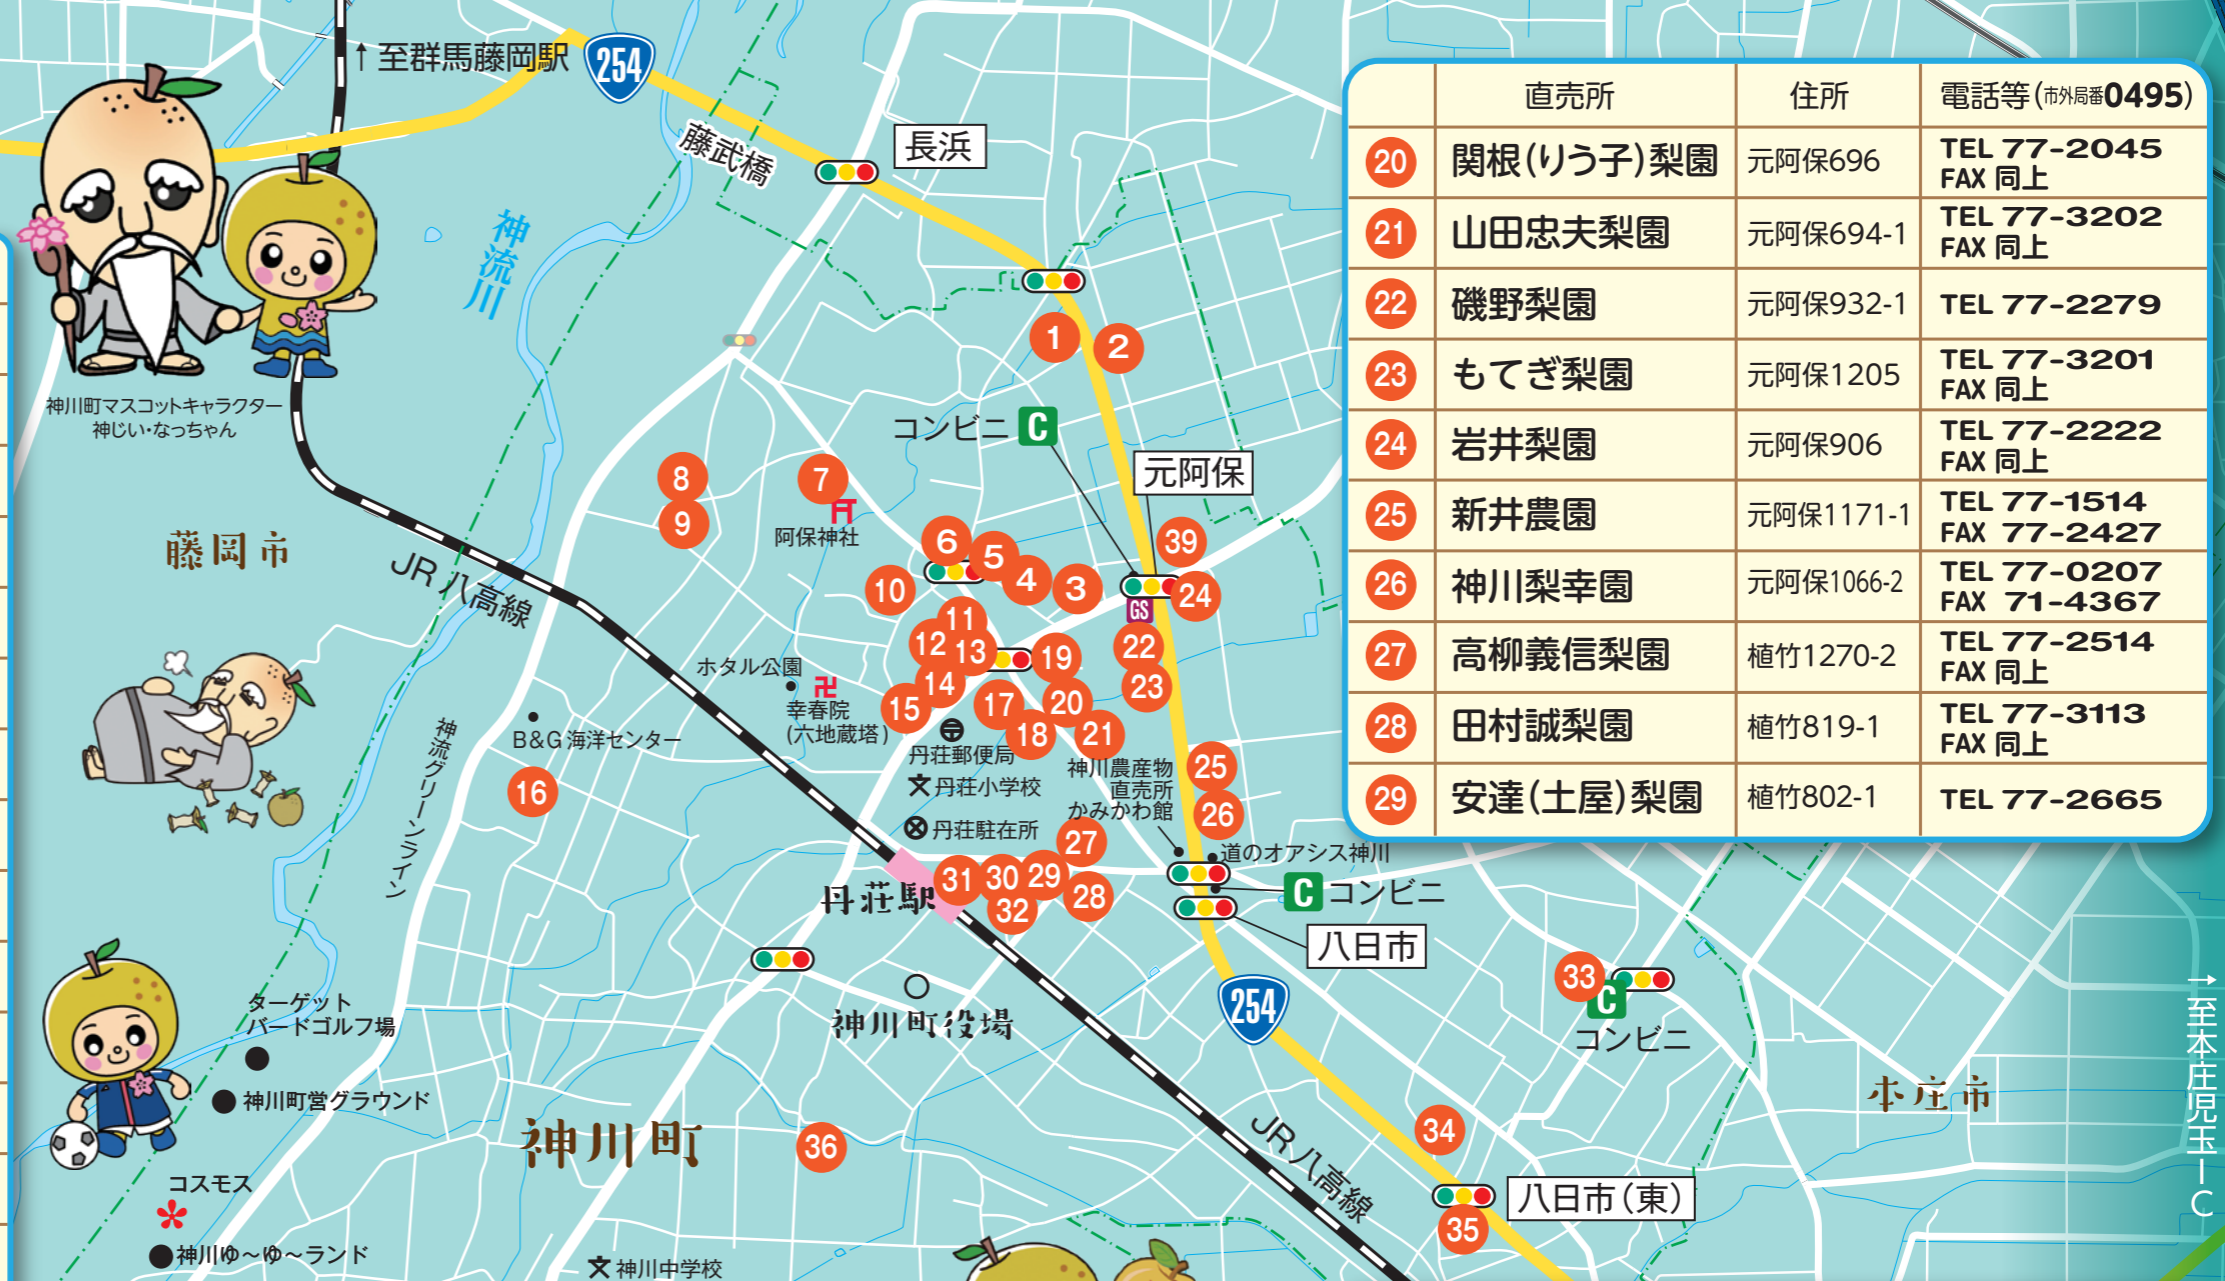 ↑至群馬藤岡駅
254
藤武橋
長浜
神流川
神川町マスコットキャラクター
神じい・なっちゃん
1
2
コンビニ C
元阿保
8
9
7
阿保神社
藤岡市
JR八高線
6
5
4
3
39
24
10
GS
11
12
13
19
22
14
23
15
17
20
18
21
ホタル公園
幸春院
(六地蔵塔)
丹荘郵便局
文 丹荘小学校
丹荘駐在所
神川農産物
直売所
かみかわ館
25
26
神流グリーンライン
B&G海洋センター
16
27
道のオアシス神川
丹荘駅
31
30
29
28
32
C コンビニ
八日市
神川町役場
254
33
C
コンビニ
ターゲット
バードゴルフ場
神川町営グラウンド
神川町
36
JR八高線
34
八日市(東)
35
本庄市
→至本庄児玉IC
コスモス
神川ゆ〜ゆ〜ランド
文 神川中学校
直売所 住所 電話等(市外局番0495)
20 関根(りう子)梨園 元阿保696 TEL 77-2045
FAX 同上
21 山田忠夫梨園 元阿保694-1 TEL 77-3202
FAX 同上
22 磯野梨園 元阿保932-1 TEL 77-2279
23 もてぎ梨園 元阿保1205 TEL 77-3201
FAX 同上
24 岩井梨園 元阿保906 TEL 77-2222
FAX 同上
25 新井農園 元阿保1171-1 TEL 77-1514
FAX 77-2427
26 神川梨幸園 元阿保1066-2 TEL 77-0207
FAX 71-4367
27 高柳義信梨園 植竹1270-2 TEL 77-2514
FAX 同上
28 田村誠梨園 植竹819-1 TEL 77-3113
FAX 同上
29 安達(土屋)梨園 植竹802-1 TEL 77-2665